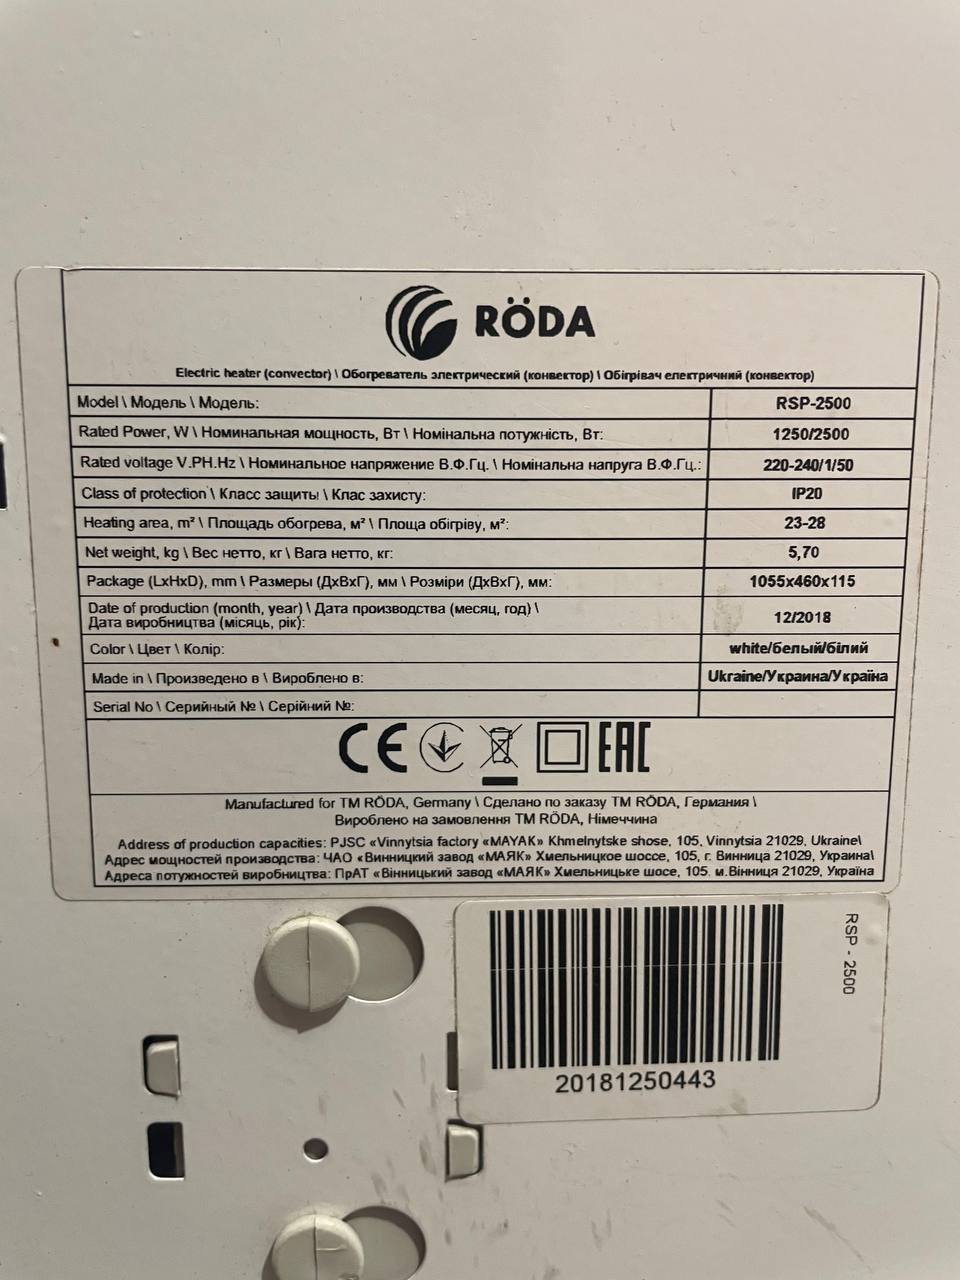 RÖDA
Electric heater (convector) \ Обогреватель электрический (конвектор) \ Обігрівач електричний (конвектор)
Model \ Модель \ Модель: RSP-2500
Rated Power, W \ Номинальная мощность, Вт \ Номінальна потужність, Вт: 1250/2500
Rated voltage V.PH.Hz \ Номинальное напряжение В.Ф.Гц. \ Номінальна напруга В.Ф.Гц.: 220-240/1/50
Class of protection \ Класс защиты \ Клас захисту: IP20
Heating area, m² \ Площадь обогрева, м² \ Площа обігріву, м²: 23-28
Net weight, kg \ Вес нетто, кг \ Вага нетто, кг: 5,70
Package (LxHxD), mm \ Размеры (ДхВхГ), мм \ Розміри (ДхВхГ), мм: 1055x460x115
Date of production (month, year) \ Дата производства (месяц, год) \
Дата виробництва (місяць, рік): 12/2018
Color \ Цвет \ Колір: white/белый/білий
Made in \ Произведено в \ Вироблено в: Ukraine/Украина/Україна
Serial No \ Серийный № \ Серійний №:
CE EAC
Manufactured for TM RÖDA, Germany \ Сделано по заказу TM RÖDA, Германия \
Вироблено на замовлення TM RÖDA, Німеччина
Address of production capacities: PJSC «Vinnytsia factory «MAYAK» Khmelnytske shose, 105, Vinnytsia 21029, Ukraine\
Адрес мощностей производства: ЧАО «Винницкий завод «МАЯК» Хмельницкое шоссе, 105, г. Винница 21029, Украина\
Адреса потужностей виробництва: ПрАТ «Вінницький завод «МАЯК» Хмельницьке шосе, 105. м.Вінниця 21029, Україна
RSP - 2500
20181250443